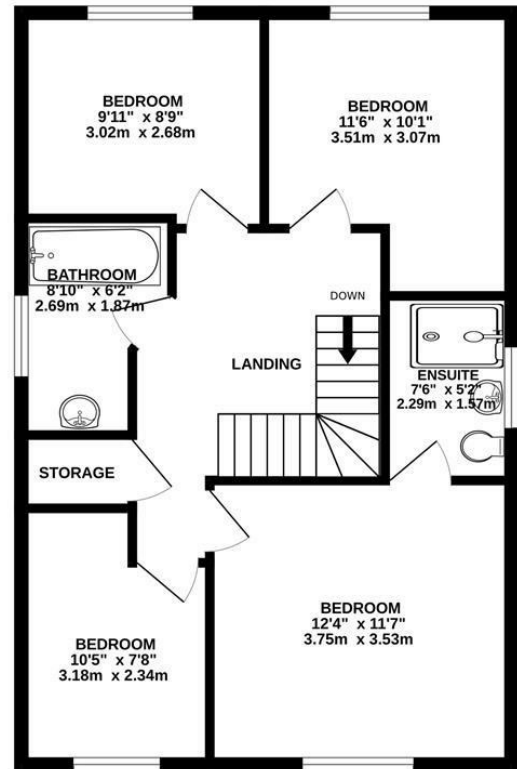 BEDROOM
9'11" x 8'9"
3.02m x 2.68m
BEDROOM
11'6" x 10'1"
3.51m x 3.07m
BATHROOM
8'10" x 6'2"
2.69m x 1.87m
DOWN
LANDING
ENSUITE
7'6" x 5'2"
2.29m x 1.57m
STORAGE
BEDROOM
12'4" x 11'7"
3.75m x 3.53m
BEDROOM
10'5" x 7'8"
3.18m x 2.34m